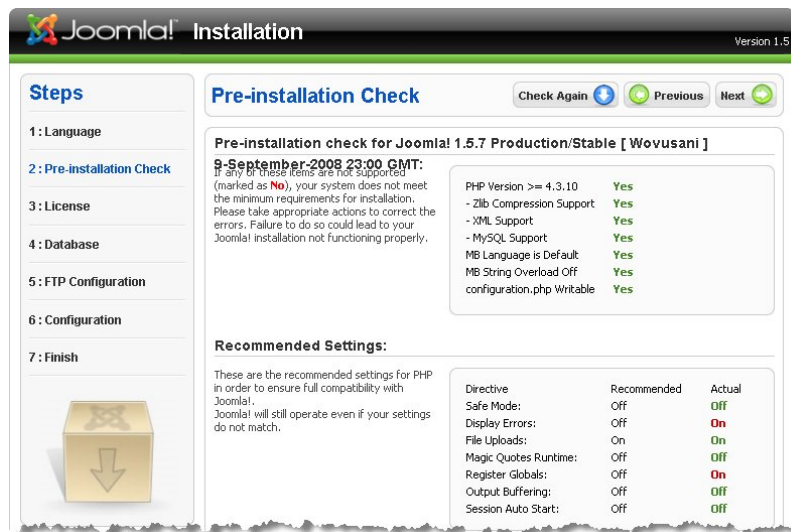 Joomla! Installation
Version 1.5
Steps
1 : Language
2 : Pre-installation Check
3 : License
4 : Database
5 : FTP Configuration
6 : Configuration
7 : Finish
Pre-installation Check
Check Again
Previous
Next
Pre-installation check for Joomla! 1.5.7 Production/Stable [ Wovusani ]
9-September-2008 23:00 GMT:
If any of these items are not supported
(marked as No), your system does not meet
the minimum requirements for installation.
Please take appropriate actions to correct the
errors. Failure to do so could lead to your
Joomla! installation not functioning properly.
PHP Version >= 4.3.10 Yes
- Zlib Compression Support Yes
- XML Support Yes
- MySQL Support Yes
MB Language is Default Yes
MB String Overload Off Yes
configuration.php Writable Yes
Recommended Settings:
These are the recommended settings for PHP
in order to ensure full compatibility with
Joomla!.
Joomla! will still operate even if your settings
do not match.
Directive Recommended Actual
Safe Mode: Off Off
Display Errors: Off On
File Uploads: On On
Magic Quotes Runtime: Off Off
Register Globals: Off On
Output Buffering: Off Off
Session Auto Start: Off Off